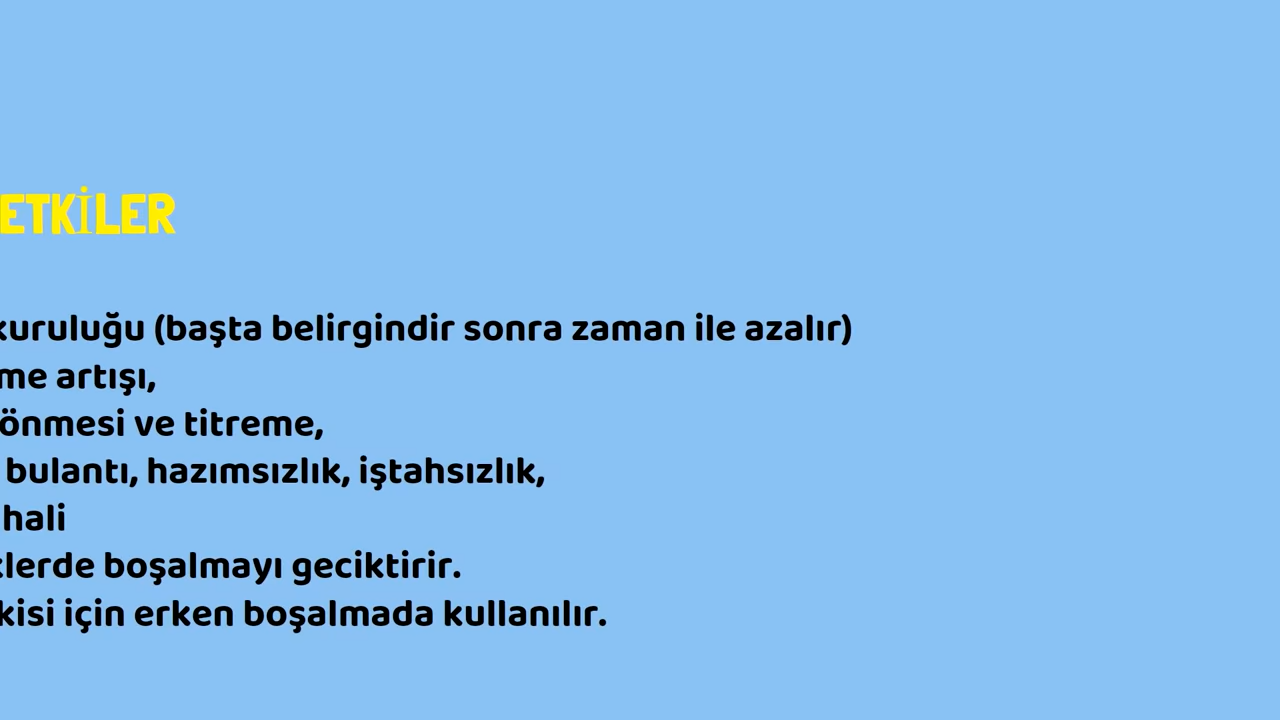 ETKİLER
kuruluğu (başta belirgindir sonra zaman ile azalır)
me artışı,
önmesi ve titreme,
bulantı, hazımsızlık, iştahsızlık,
hali
klerde boşalmayı geciktirir.
kisi için erken boşalmada kullanılır.